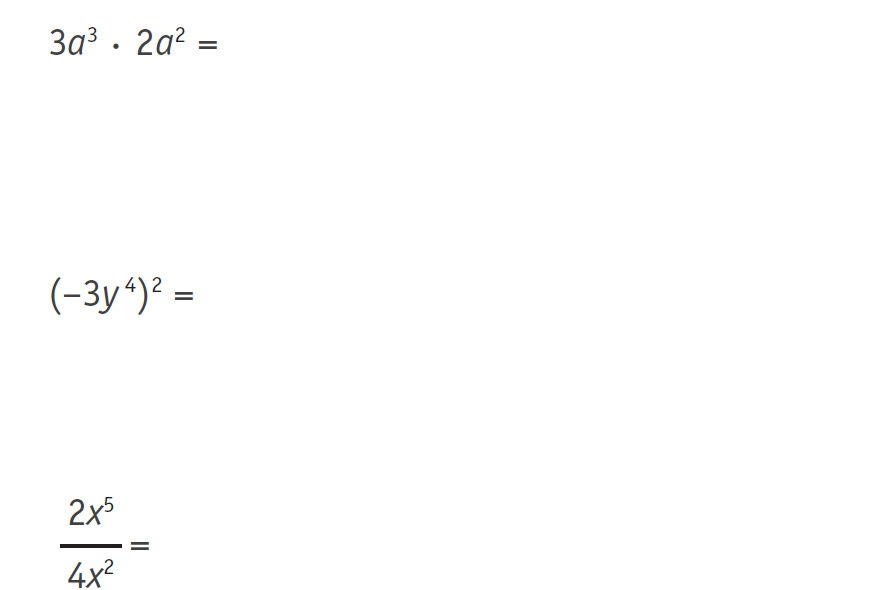 3a³ · 2a² =
(−3y⁴)² =
2x⁵
— =
4x²